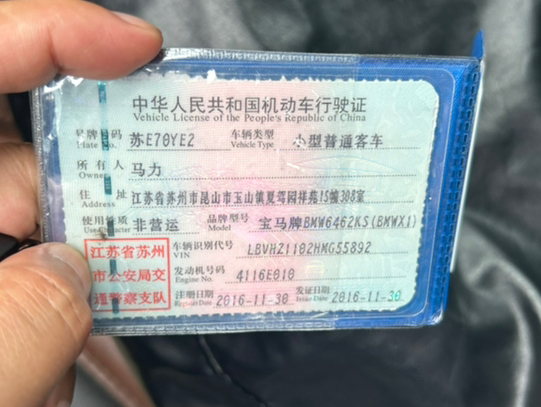 中华人民共和国机动车行驶证
Vehicle License of the People's Republic of China
号牌号码 苏E70YE2 车辆类型 小型普通客车
Plate No. Vehicle Type
所有人 马力
Owner
住址 江苏省苏州市昆山市玉山镇夏驾园祥苑15幢308室
Address
使用性质 非营运 品牌型号 宝马牌BMW6462KS(BMWX1)
Use Character Model
江苏省苏州
市公安局交
通警察支队
车辆识别代号 LBVHZ1102HMG55892
VIN
发动机号码 4116E010
Engine No.
注册日期 2016-11-30 发证日期 2016-11-30
Register Date Issue Date